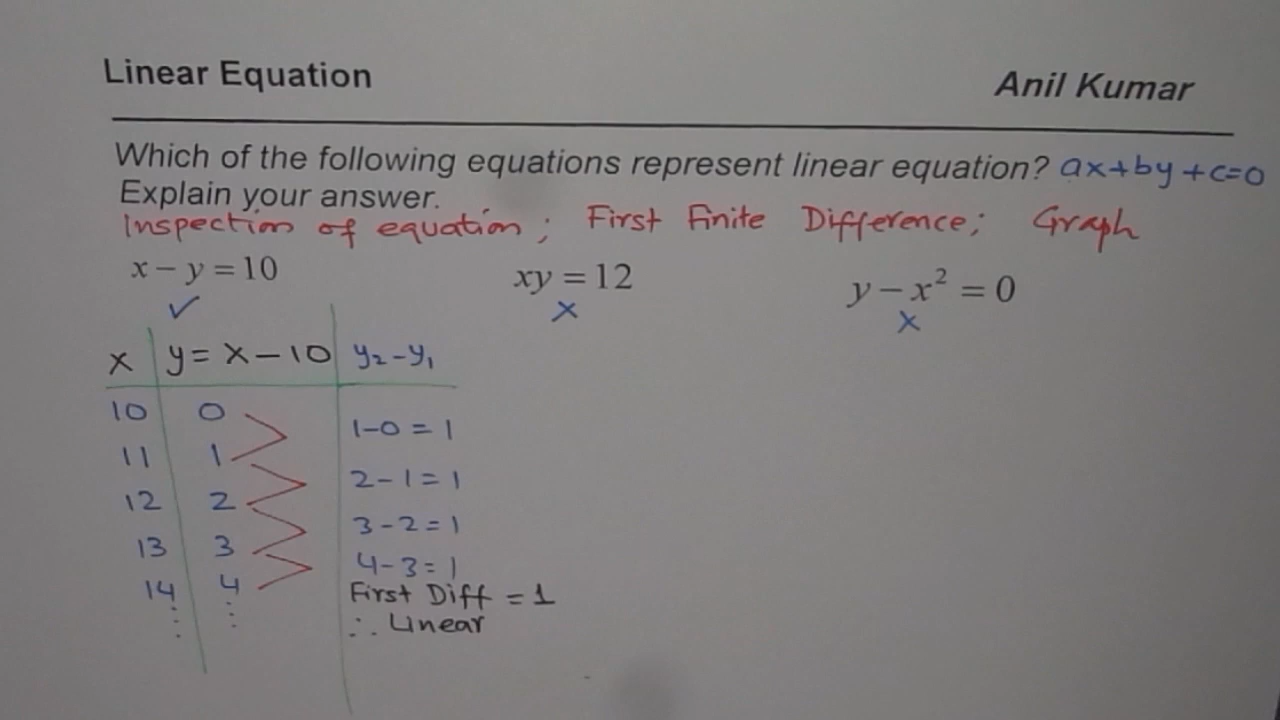 Linear Equation Anil Kumar
Which of the following equations represent linear equation? ax+by+c=0
Explain your answer.
Inspection of equation; First Finite Difference; Graph
x − y = 10 xy = 12 y − x² = 0
✓ x x
x y = x − 10 y₂ − y₁
10 0
1−0 = 1
11 1
2−1 = 1
12 2
3−2 = 1
13 3
4−3 = 1
14 4
First Diff = 1
⋮ ⋮
∴ Linear